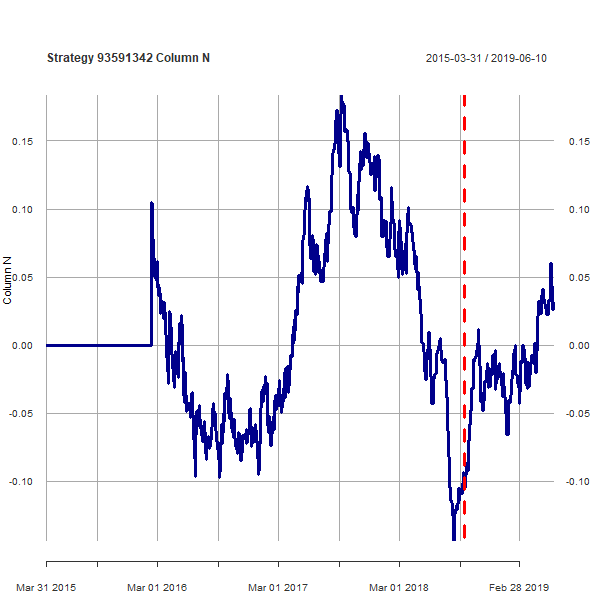 Strategy 93591342 Column N
2015-03-31 / 2019-06-10
Column N
0.15
0.10
0.05
0.00
-0.05
-0.10
0.15
0.10
0.05
0.00
-0.05
-0.10
Mar 31 2015
Mar 01 2016
Mar 01 2017
Mar 01 2018
Feb 28 2019